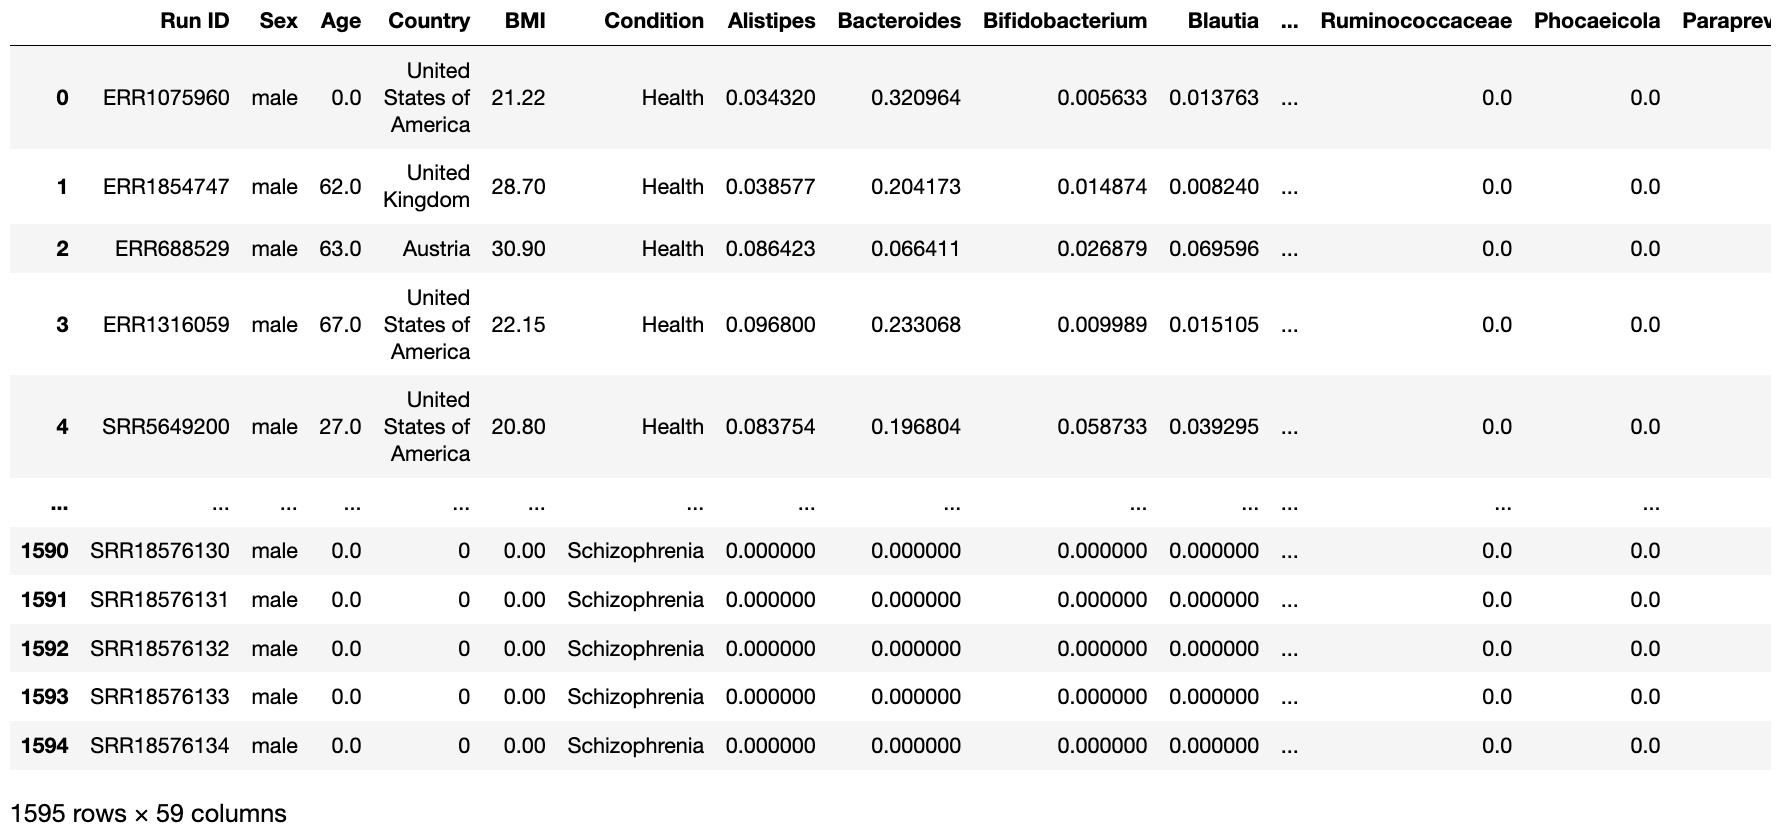 Run ID Sex Age Country BMI Condition Alistipes Bacteroides Bifidobacterium Blautia ... Ruminococcaceae Phocaeicola Paraprev
0 ERR1075960 male 0.0 United States of America 21.22 Health 0.034320 0.320964 0.005633 0.013763 ... 0.0 0.0
1 ERR1854747 male 62.0 United Kingdom 28.70 Health 0.038577 0.204173 0.014874 0.008240 ... 0.0 0.0
2 ERR688529 male 63.0 Austria 30.90 Health 0.086423 0.066411 0.026879 0.069596 ... 0.0 0.0
3 ERR1316059 male 67.0 United States of America 22.15 Health 0.096800 0.233068 0.009989 0.015105 ... 0.0 0.0
4 SRR5649200 male 27.0 United States of America 20.80 Health 0.083754 0.196804 0.058733 0.039295 ... 0.0 0.0
... ... ... ... ... ... ... ... ... ... ... ... ... ...
1590 SRR18576130 male 0.0 0 0.00 Schizophrenia 0.000000 0.000000 0.000000 0.000000 ... 0.0 0.0
1591 SRR18576131 male 0.0 0 0.00 Schizophrenia 0.000000 0.000000 0.000000 0.000000 ... 0.0 0.0
1592 SRR18576132 male 0.0 0 0.00 Schizophrenia 0.000000 0.000000 0.000000 0.000000 ... 0.0 0.0
1593 SRR18576133 male 0.0 0 0.00 Schizophrenia 0.000000 0.000000 0.000000 0.000000 ... 0.0 0.0
1594 SRR18576134 male 0.0 0 0.00 Schizophrenia 0.000000 0.000000 0.000000 0.000000 ... 0.0 0.0
1595 rows × 59 columns